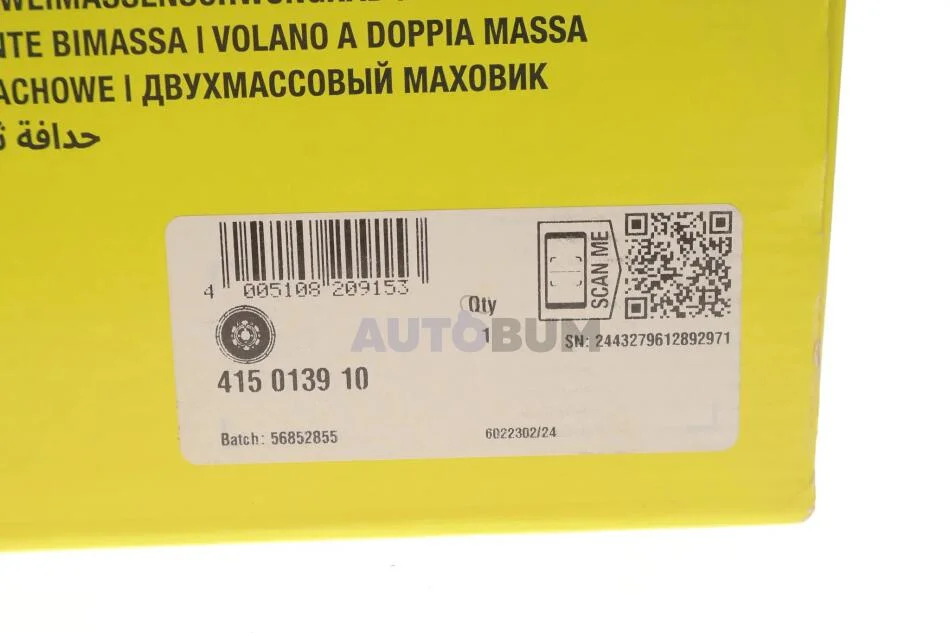 NTE BIMASSA | VOLANO A DOPPIA MASSA
ACHOWE | ДВУХМАССОВЫЙ МАХОВИК
حدافة
4 005108 209153
SCAN ME
Qty
1
AUTOBUM
SN: 2443279612892971
415 0139 10
Batch: 56852855
6022302/24